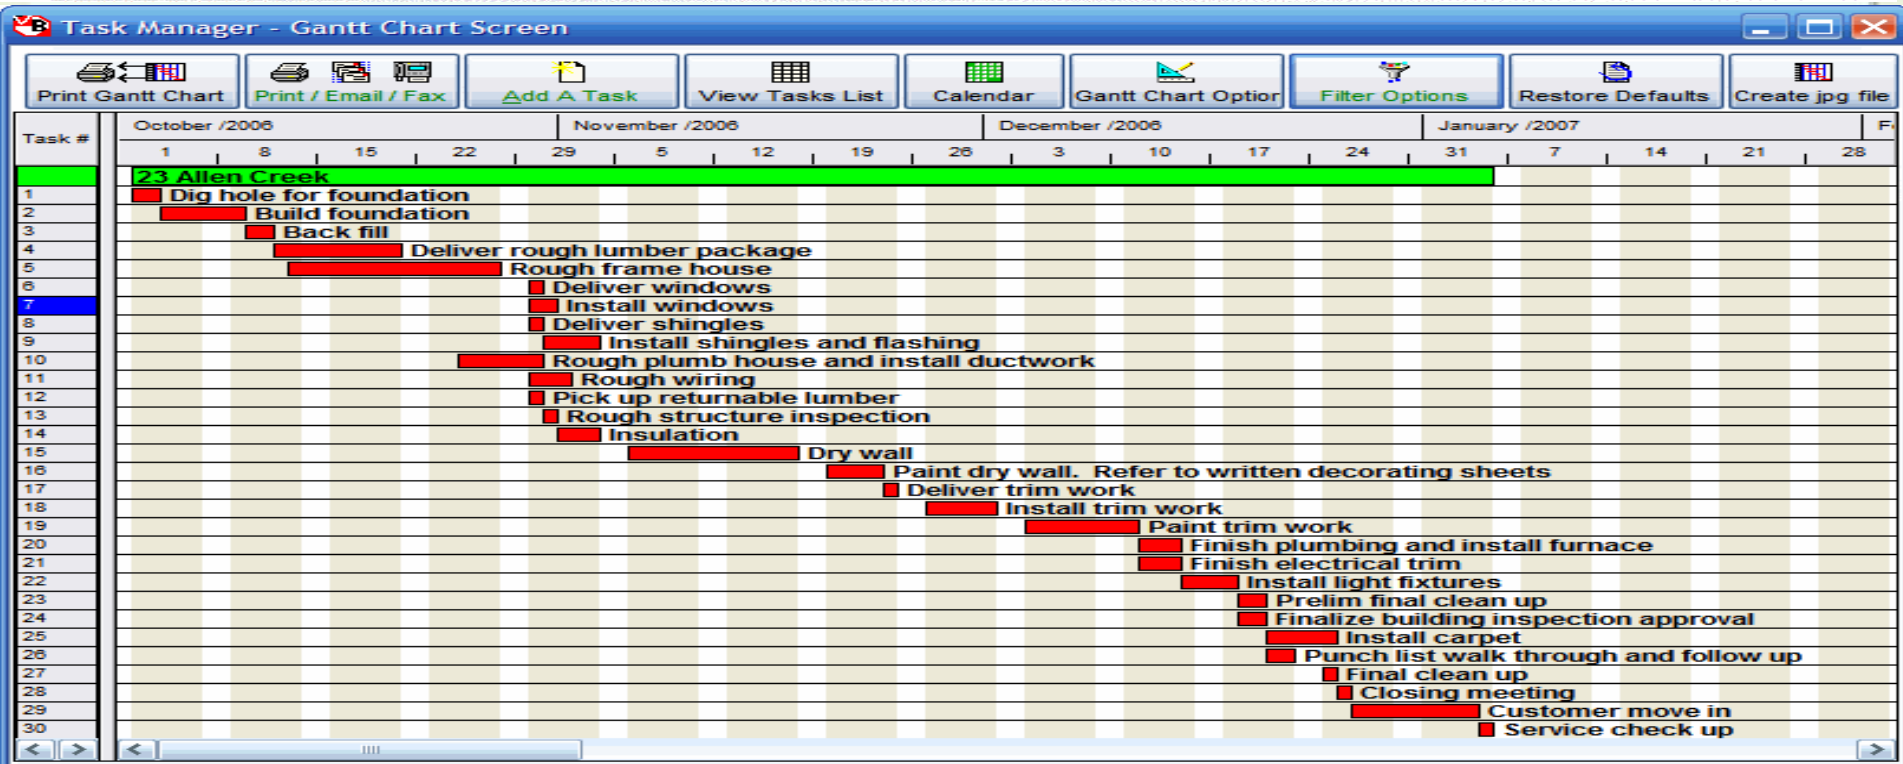 Task Manager - Gantt Chart Screen
Print Gantt Chart Print / Email / Fax Add A Task View Tasks List Calendar Gantt Chart Optior Filter Options Restore Defaults Create jpg file
Task # October /2006 November /2006 December /2006 January /2007 F
1 8 15 22 29 5 12 19 26 3 10 17 24 31 7 14 21 28
23 Allen Creek
1 Dig hole for foundation
2 Build foundation
3 Back fill
4 Deliver rough lumber package
5 Rough frame house
6 Deliver windows
7 Install windows
8 Deliver shingles
9 Install shingles and flashing
10 Rough plumb house and install ductwork
11 Rough wiring
12 Pick up returnable lumber
13 Rough structure inspection
14 Insulation
15 Dry wall
16 Paint dry wall. Refer to written decorating sheets
17 Deliver trim work
18 Install trim work
19 Paint trim work
20 Finish plumbing and install furnace
21 Finish electrical trim
22 Install light fixtures
23 Prelim final clean up
24 Finalize building inspection approval
25 Install carpet
26 Punch list walk through and follow up
27 Final clean up
28 Closing meeting
29 Customer move in
30 Service check up